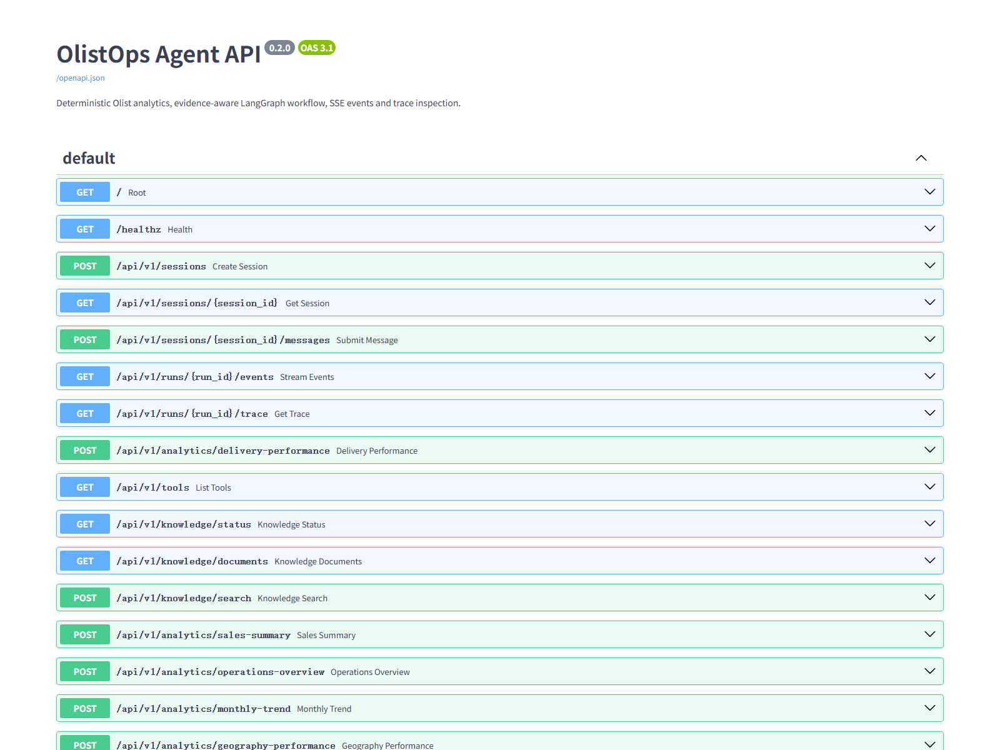 OlistOps Agent API 0.2.0 OAS 3.1
/openapi.json
Deterministic Olist analytics, evidence-aware LangGraph workflow, SSE events and trace inspection.
default
GET / Root
GET /healthz Health
POST /api/v1/sessions Create Session
GET /api/v1/sessions/{session_id} Get Session
POST /api/v1/sessions/{session_id}/messages Submit Message
GET /api/v1/runs/{run_id}/events Stream Events
GET /api/v1/runs/{run_id}/trace Get Trace
POST /api/v1/analytics/delivery-performance Delivery Performance
GET /api/v1/tools List Tools
GET /api/v1/knowledge/status Knowledge Status
GET /api/v1/knowledge/documents Knowledge Documents
POST /api/v1/knowledge/search Knowledge Search
POST /api/v1/analytics/sales-summary Sales Summary
POST /api/v1/analytics/operations-overview Operations Overview
POST /api/v1/analytics/monthly-trend Monthly Trend
POST /api/v1/analytics/geography-performance Geography Performance